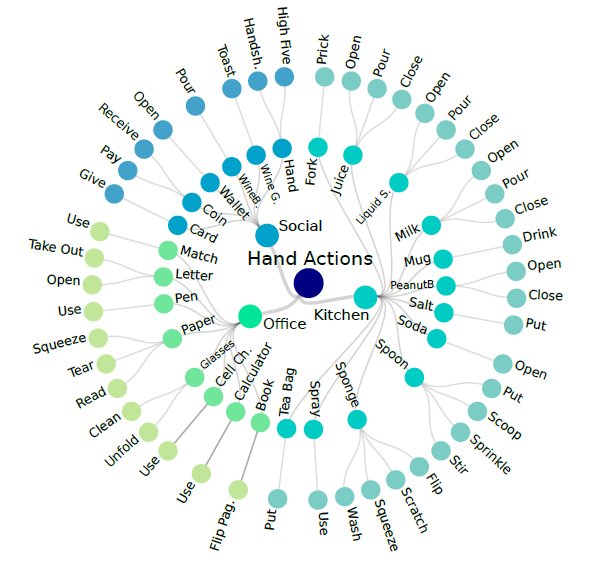 Hand Actions
Social
Hand
High Five
Handsh.
Wine G.
Toast
WineB.
Pour
Wallet
Open
Coin
Receive
Pay
Card
Give
Office
Match
Use
Letter
Take Out
Open
Pen
Use
Paper
Squeeze
Tear
Read
Glasses
Clean
Unfold
Cell Ch.
Use
Calculator
Use
Book
Flip Pag.
Kitchen
Fork
Prick
Juice
Open
Pour
Close
Liquid S.
Open
Pour
Close
Milk
Open
Pour
Close
Mug
Drink
PeanutB
Open
Close
Salt
Put
Soda
Open
Spoon
Put
Scoop
Sprinkle
Stir
Sponge
Flip
Scratch
Squeeze
Wash
Spray
Use
Tea Bag
Put